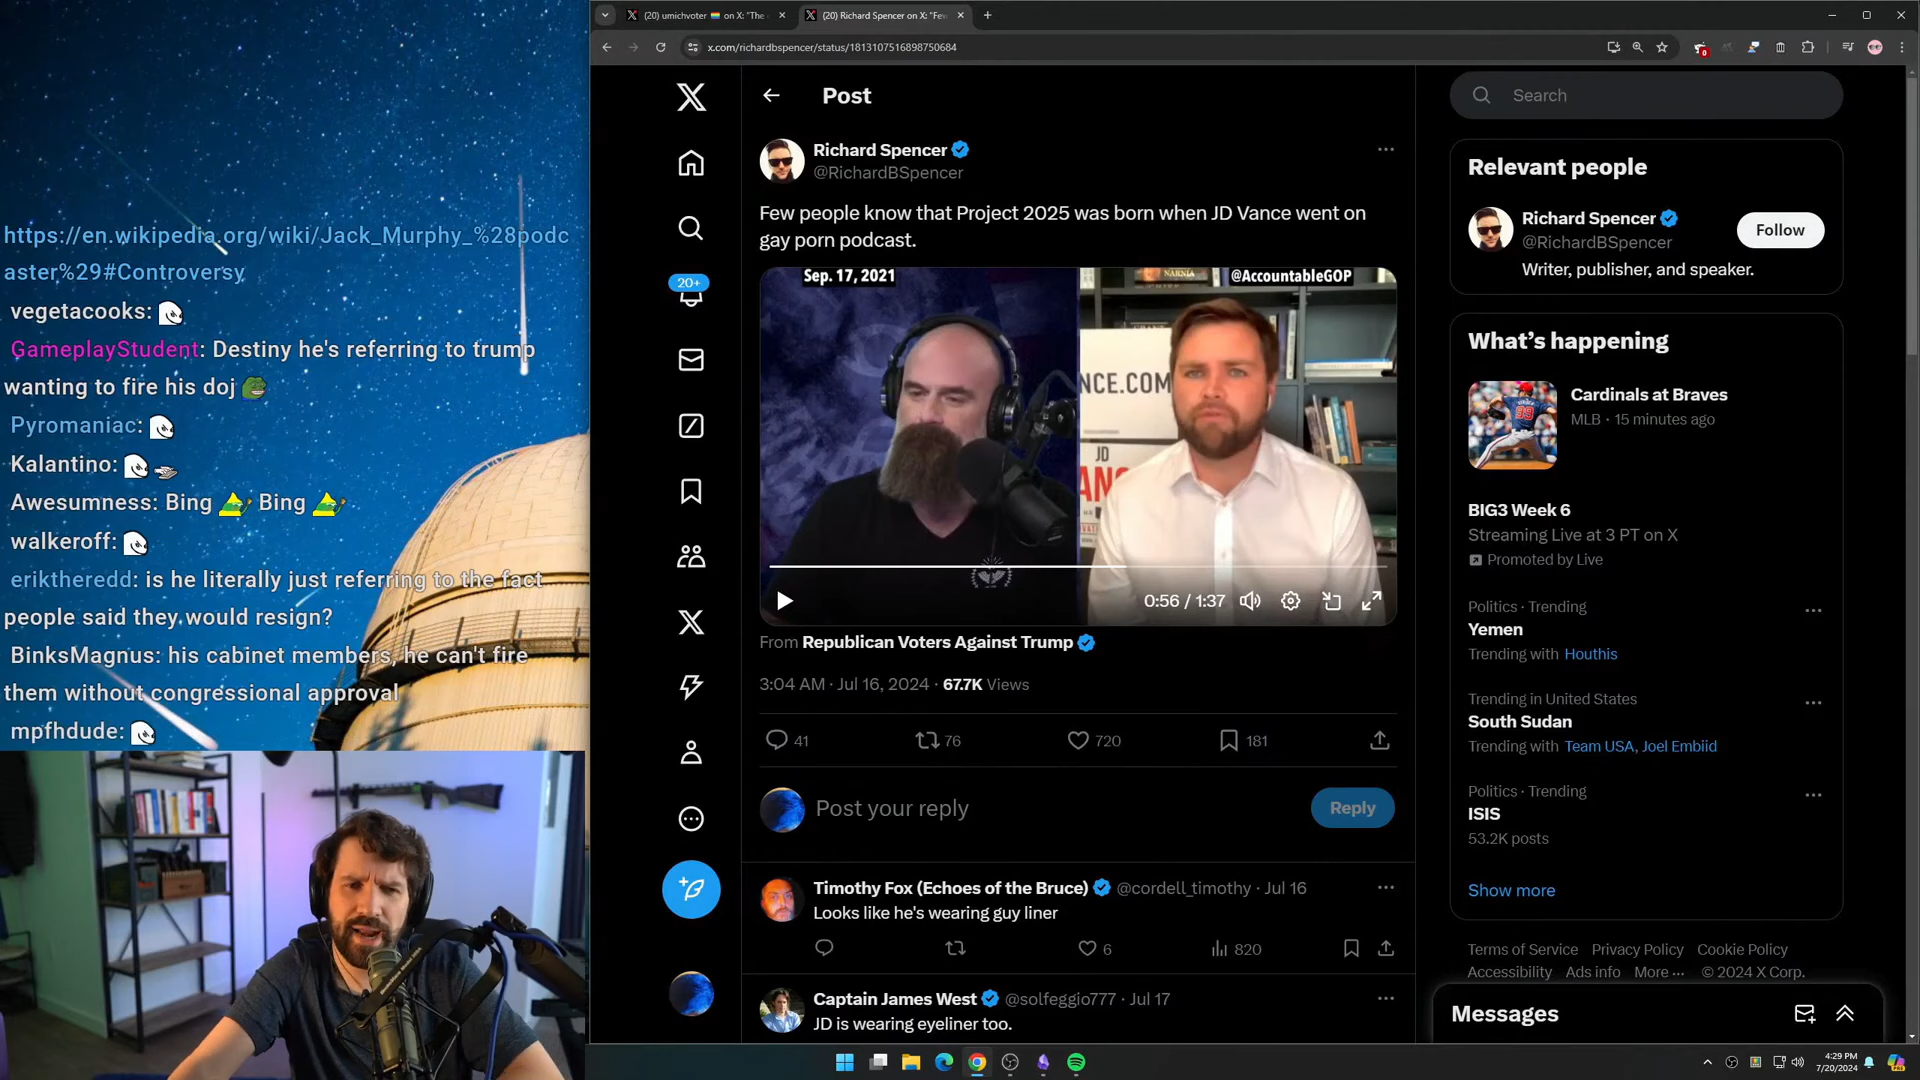 (20) umichvoter on X: "The
(20) Richard Spencer on X: "Few
x.com/richardbspencer/status/1813107516898750684
0
https://en.wikipedia.org/wiki/Jack_Murphy_%28podc
aster%29#Controversy
vegetacooks:
GameplayStudent: Destiny he's referring to trump
wanting to fire his doj
Pyromaniac:
Kalantino:
Awesumness: Bing Bing
walkeroff:
eriktheredd: is he literally just referring to the fact
people said they would resign?
BinksMagnus: his cabinet members, he can't fire
them without congressional approval
mpfhdude:
20+
Post
Richard Spencer
@RichardBSpencer
Few people know that Project 2025 was born when JD Vance went on
gay porn podcast.
Sep. 17, 2021
@AccountableGOP
NARNIA
NCE.COM
JD
ANC
0:56 / 1:37
From Republican Voters Against Trump
3:04 AM · Jul 16, 2024 · 67.7K Views
41
76
720
181
Post your reply
Reply
Timothy Fox (Echoes of the Bruce) @cordell_timothy · Jul 16
Looks like he's wearing guy liner
6
820
Captain James West @solfeggio777 · Jul 17
JD is wearing eyeliner too.
Search
Relevant people
Richard Spencer
@RichardBSpencer
Follow
Writer, publisher, and speaker.
What's happening
Cardinals at Braves
MLB · 15 minutes ago
BIG3 Week 6
Streaming Live at 3 PT on X
Promoted by Live
Politics · Trending
Yemen
Trending with Houthis
Trending in United States
South Sudan
Trending with Team USA, Joel Embiid
Politics · Trending
ISIS
53.2K posts
Show more
Terms of Service Privacy Policy Cookie Policy
Accessibility Ads info More ··· © 2024 X Corp.
Messages
4:29 PM
7/20/2024